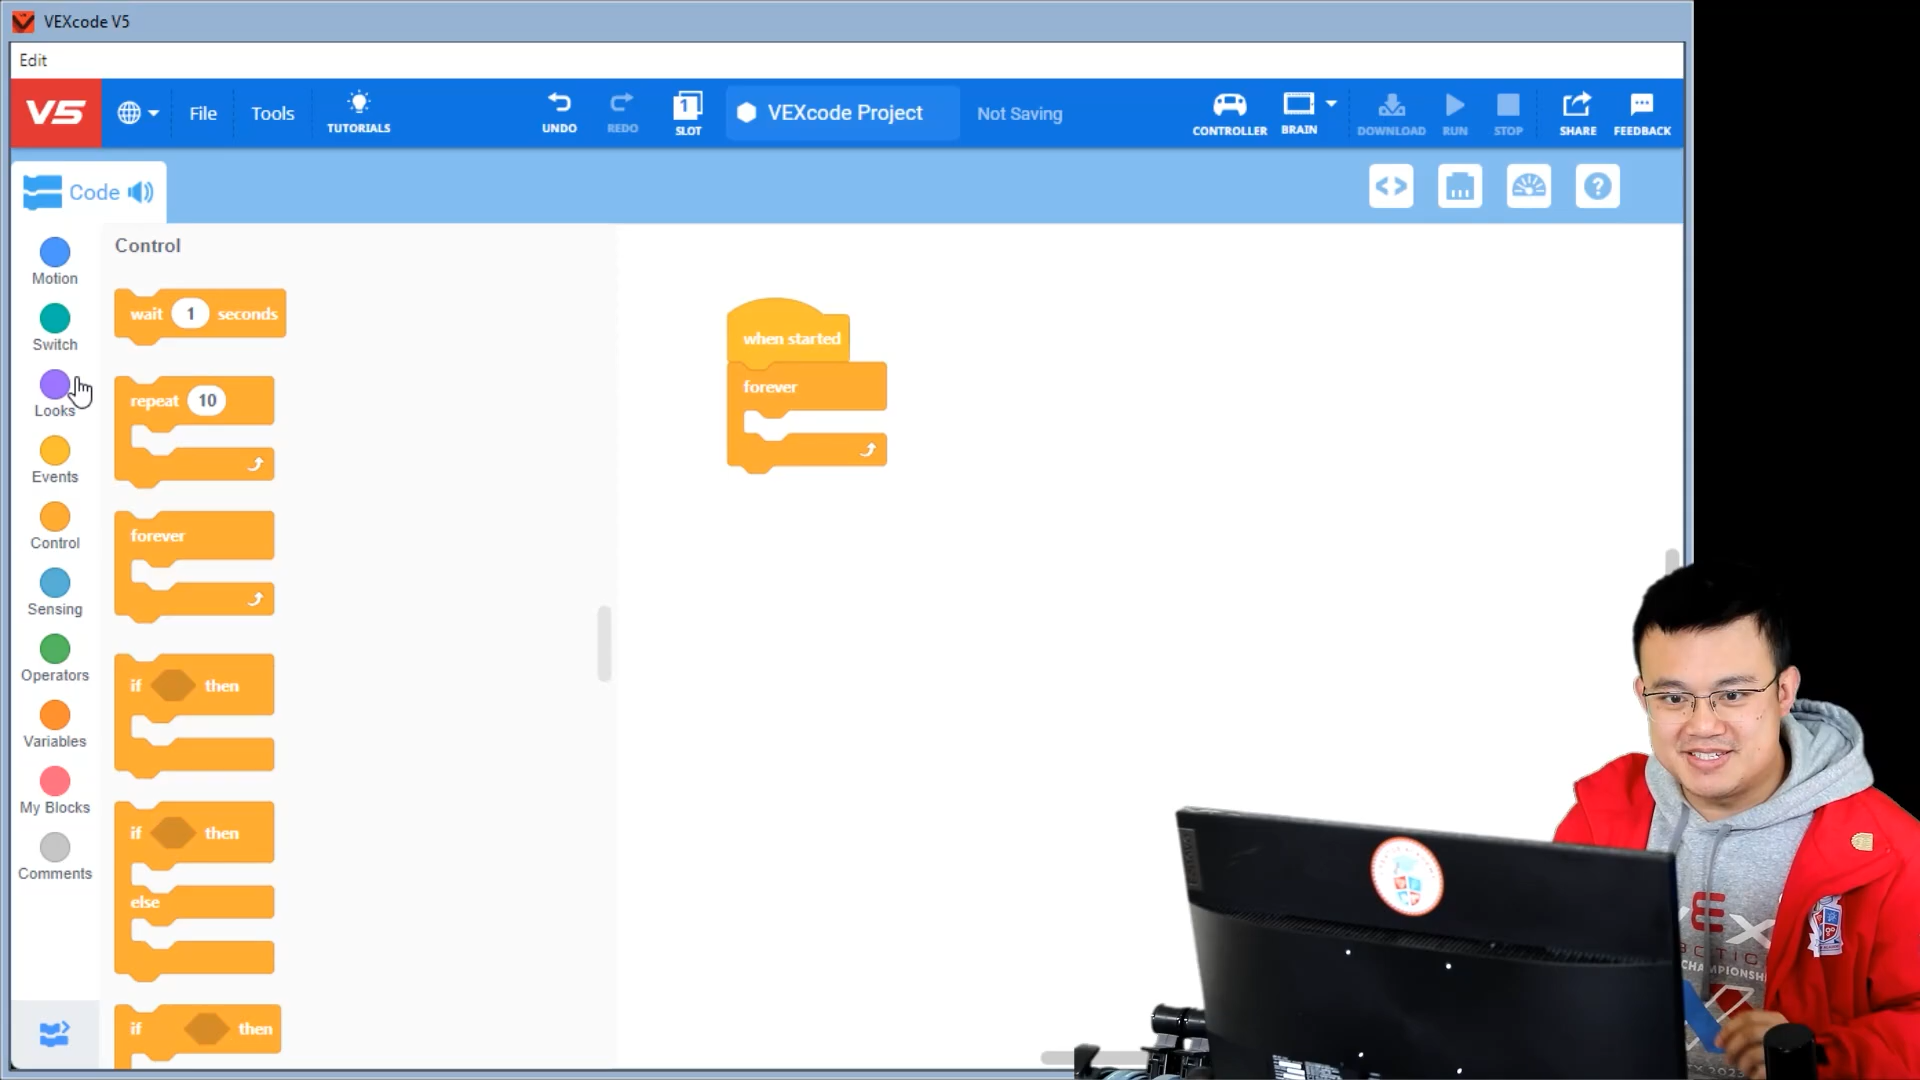 VEXcode V5
Edit
V5
File
Tools
TUTORIALS
UNDO
REDO
1
SLOT
VEXcode Project
Not Saving
CONTROLLER
BRAIN
DOWNLOAD
RUN
STOP
SHARE
FEEDBACK
Code
Motion
Switch
Looks
Events
Control
Sensing
Operators
Variables
My Blocks
Comments
Control
wait 1 seconds
repeat 10
forever
if then
if then
else
if then
when started
forever
VEX
CHAMPIONSH